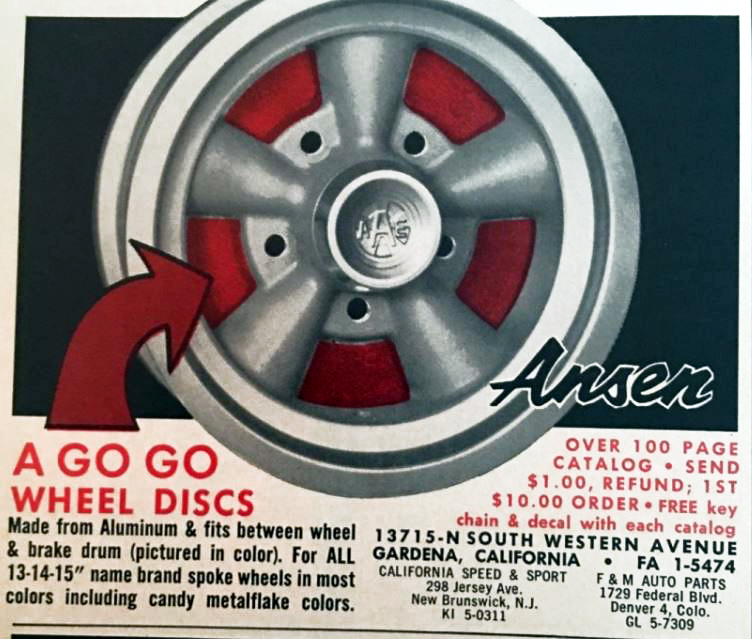 Ansen
A GO GO
WHEEL DISCS
Made from Aluminum & fits between wheel
& brake drum (pictured in color). For ALL
13-14-15" name brand spoke wheels in most
colors including candy metalflake colors.
OVER 100 PAGE
CATALOG • SEND
$1.00, REFUND; 1ST
$10.00 ORDER • FREE key
chain & decal with each catalog
13715-N SOUTH WESTERN AVENUE
GARDENA, CALIFORNIA • FA 1-5474
CALIFORNIA SPEED & SPORT
298 Jersey Ave.
New Brunswick, N.J.
KI 5-0311
F & M AUTO PARTS
1729 Federal Blvd.
Denver 4, Colo.
GL 5-7309